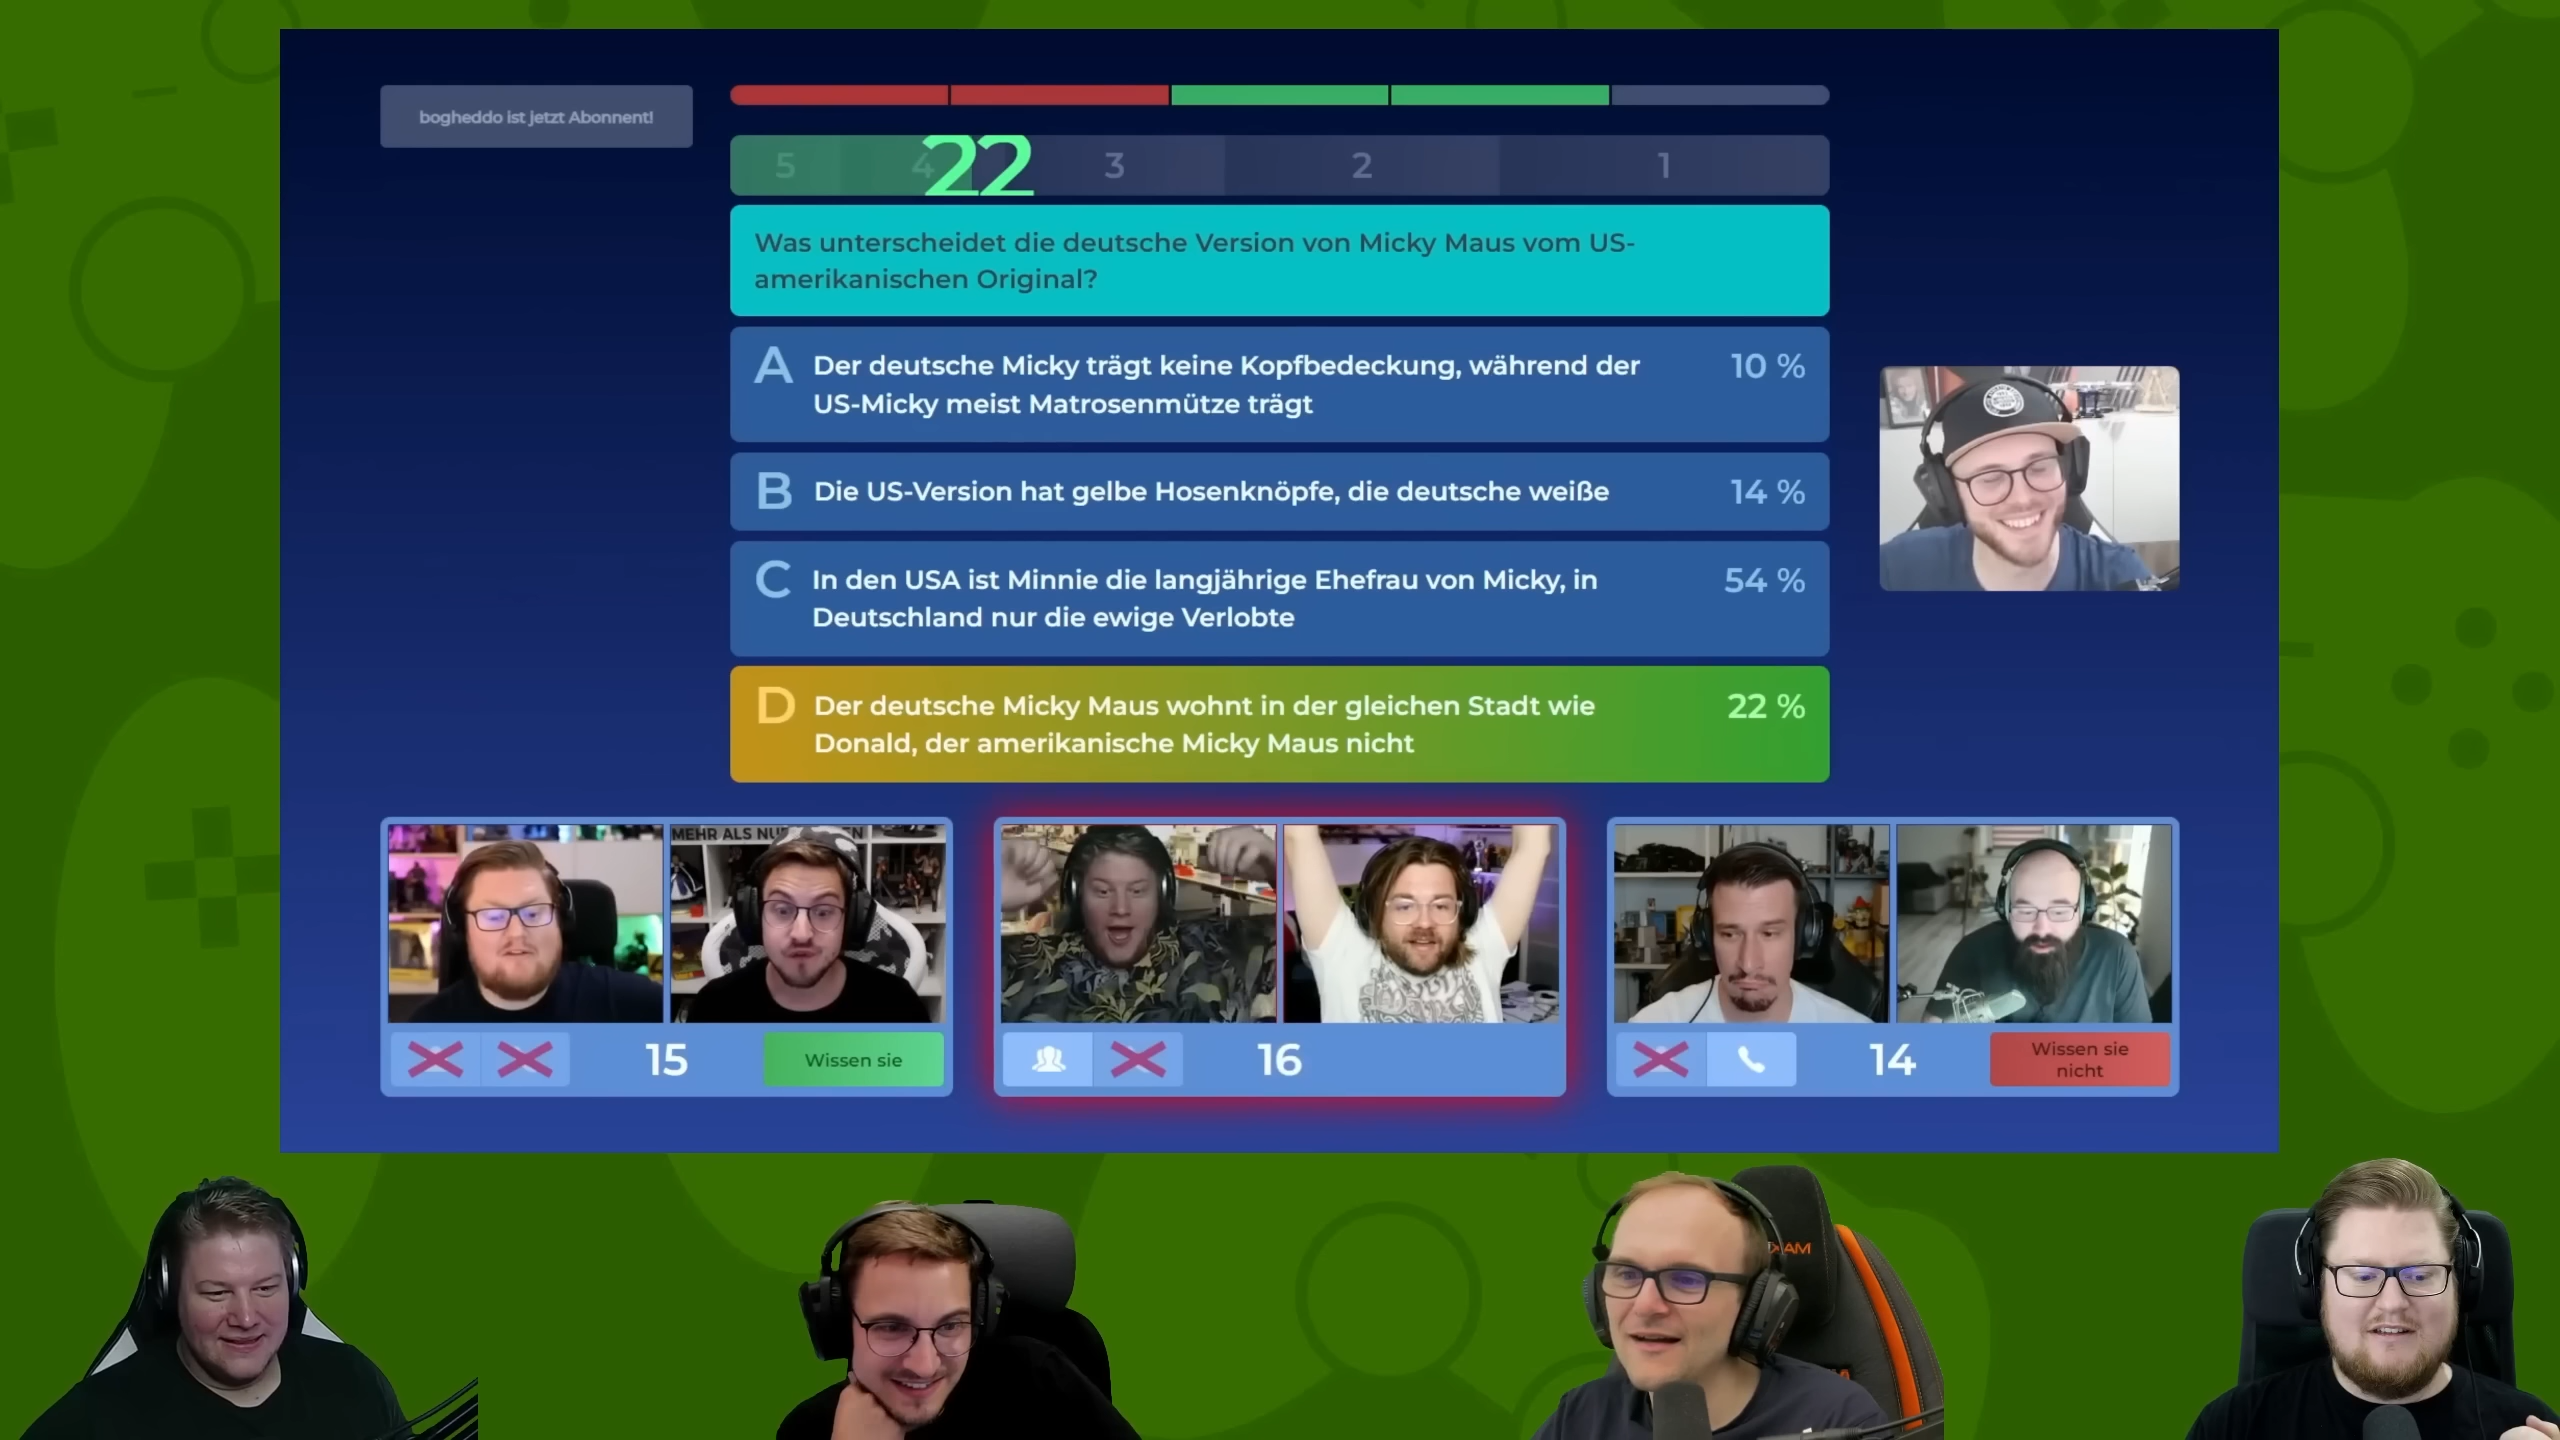 bogheddo ist jetzt Abonnent!
5 4 22 3 2 1
Was unterscheidet die deutsche Version von Micky Maus vom US-
amerikanischen Original?
A Der deutsche Micky trägt keine Kopfbedeckung, während der 10 %
US-Micky meist Matrosenmütze trägt
B Die US-Version hat gelbe Hosenknöpfe, die deutsche weiße 14 %
C In den USA ist Minnie die langjährige Ehefrau von Micky, in 54 %
Deutschland nur die ewige Verlobte
D Der deutsche Micky Maus wohnt in der gleichen Stadt wie 22 %
Donald, der amerikanische Micky Maus nicht
MEHR ALS
15 Wissen sie
16
14 Wissen sie
nicht